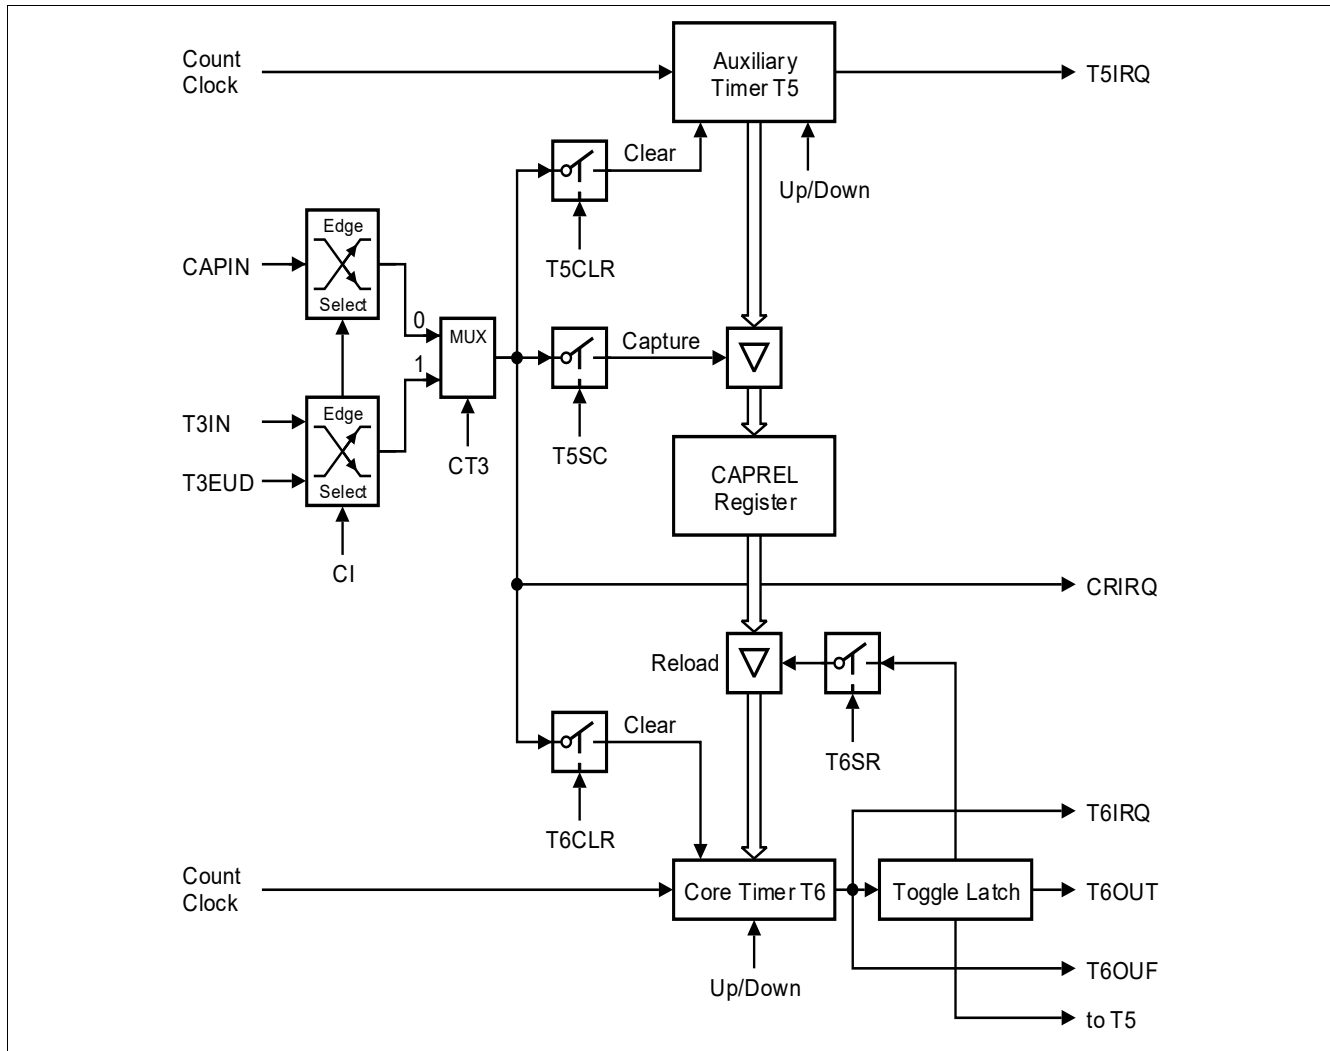 Count
Clock
Auxiliary
Timer T5
T5IRQ
Clear
Up/Down
T5CLR
Edge
Select
CAPIN
0
MUX
1
Capture
T3IN
T3EUD
Edge
Select
CT3
T5SC
CAPREL
Register
CI
CRIRQ
Reload
Clear
T6SR
T6CLR
T6IRQ
Count
Clock
Core Timer T6
Toggle Latch
T6OUT
Up/Down
T6OUF
to T5